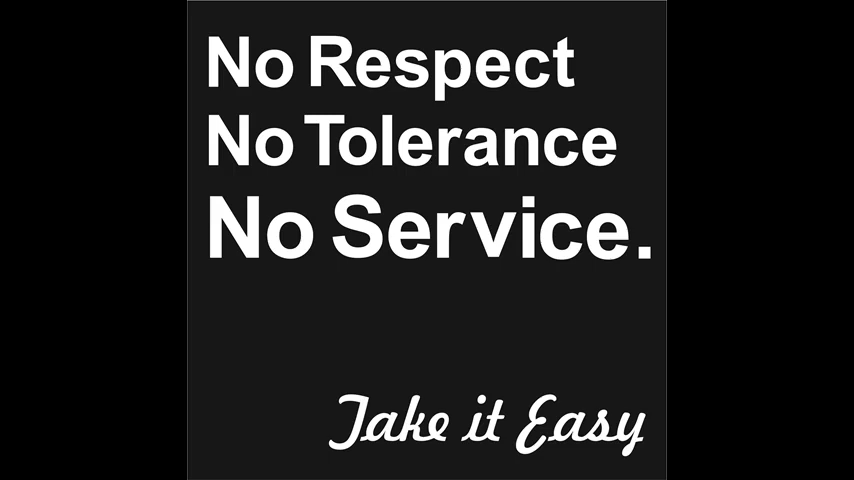 No Respect
No Tolerance
No Service.
Take it Easy